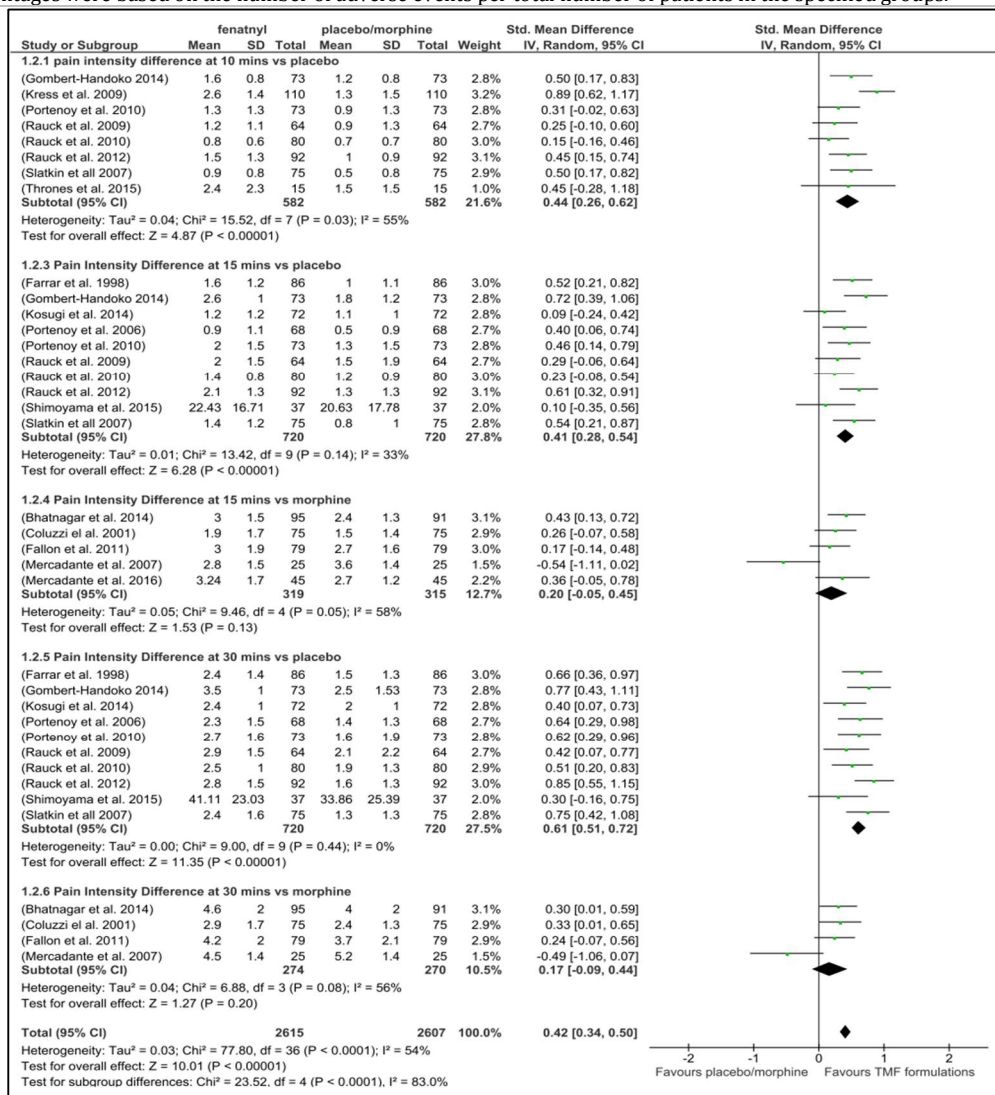 ntages were based on the number of adverse events per total number of patients in the specified groups.
fenatnyl placebo/morphine Std. Mean Difference Std. Mean Difference
Study or Subgroup Mean SD Total Mean SD Total Weight IV, Random, 95% CI IV, Random, 95% CI
1.2.1 pain intensity difference at 10 mins vs placebo
(Gombert-Handoko 2014) 1.6 0.8 73 1.2 0.8 73 2.8% 0.50 [0.17, 0.83]
(Kress et al. 2009) 2.6 1.4 110 1.3 1.5 110 3.2% 0.89 [0.62, 1.17]
(Portenoy et al. 2010) 1.3 1.3 73 0.9 1.3 73 2.9% 0.31 [-0.02, 0.63]
(Rauck et al. 2009) 1.2 1.1 64 0.9 1.3 64 2.7% 0.25 [-0.10, 0.60]
(Rauck et al. 2010) 0.8 0.6 80 0.7 0.7 80 2.9% 0.15 [-0.16, 0.46]
(Rauck et al. 2012) 1.5 1.3 92 1 0.9 92 3.1% 0.45 [0.15, 0.74]
(Slatkin et all 2007) 0.9 0.8 75 0.5 0.8 75 2.8% 0.50 [0.17, 0.82]
(Thrones et al. 2015) 2.4 2.3 15 1.5 1.5 15 1.0% 0.45 [-0.28, 1.18]
Subtotal (95% CI) 582 582 21.6% 0.44 [0.26, 0.62]
Heterogeneity: Tau² = 0.04; Chi² = 15.52, df = 7 (P = 0.03); I² = 55%
Test for overall effect: Z = 4.87 (P < 0.00001)
1.2.3 Pain Intensity Difference at 15 mins vs placebo
(Farrar et al. 1998) 1.6 1.2 86 1 1.1 86 3.0% 0.52 [0.21, 0.82]
(Gombert-Handoko 2014) 2.6 1 73 1.8 1.2 73 2.8% 0.72 [0.39, 1.06]
(Kosugi et al. 2014) 1.2 1.2 72 1.1 1 72 2.8% 0.09 [-0.24, 0.42]
(Portenoy et al. 2006) 0.9 1.1 68 0.5 0.9 68 2.8% 0.40 [0.06, 0.74]
(Portenoy et al. 2010) 2 1.5 73 1.3 1.5 73 2.8% 0.46 [0.14, 0.79]
(Rauck et al. 2009) 2 1.5 64 1.5 1.9 64 2.7% 0.29 [-0.06, 0.64]
(Rauck et al. 2010) 1.4 0.8 80 1.2 0.9 80 2.9% 0.23 [-0.08, 0.54]
(Rauck et al. 2012) 2.1 1.3 92 1.3 1.3 92 3.0% 0.61 [0.32, 0.91]
(Shimoyama et al. 2015) 22.43 16.71 37 20.63 17.78 37 2.0% 0.10 [-0.35, 0.56]
(Slatkin et all 2007) 1.4 1.2 75 0.8 1 75 2.8% 0.54 [0.21, 0.87]
Subtotal (95% CI) 720 720 27.8% 0.41 [0.28, 0.54]
Heterogeneity: Tau² = 0.01; Chi² = 13.42, df = 9 (P = 0.14); I² = 33%
Test for overall effect: Z = 6.28 (P < 0.00001)
1.2.4 Pain Intensity Difference at 15 mins vs morphine
(Bhatnagar et al. 2014) 3 1.5 95 2.4 1.3 91 3.1% 0.43 [0.13, 0.72]
(Coluzzi el al. 2001) 1.9 1.7 75 1.5 1.4 75 2.9% 0.26 [-0.07, 0.58]
(Fallon et al. 2011) 3 1.9 79 2.7 1.6 79 3.0% 0.17 [-0.14, 0.48]
(Mercadante et al. 2007) 2.8 1.5 25 3.6 1.4 25 1.5% -0.54 [-1.11, 0.02]
(Mercadante et al. 2016) 3.24 1.7 45 2.7 1.2 45 2.2% 0.36 [-0.05, 0.78]
Subtotal (95% CI) 319 315 12.7% 0.20 [-0.05, 0.45]
Heterogeneity: Tau² = 0.05; Chi² = 9.46, df = 4 (P = 0.05); I² = 58%
Test for overall effect: Z = 1.53 (P = 0.13)
1.2.5 Pain Intensity Difference at 30 mins vs placebo
(Farrar et al. 1998) 2.4 1.4 86 1.5 1.3 86 3.0% 0.66 [0.36, 0.97]
(Gombert-Handoko 2014) 3.5 1 73 2.5 1.53 73 2.8% 0.77 [0.43, 1.11]
(Kosugi et al. 2014) 2.4 1 72 2 1 72 2.8% 0.40 [0.07, 0.73]
(Portenoy et al. 2006) 2.3 1.5 68 1.4 1.3 68 2.7% 0.64 [0.29, 0.98]
(Portenoy et al. 2010) 2.7 1.6 73 1.6 1.9 73 2.8% 0.62 [0.29, 0.96]
(Rauck et al. 2009) 2.9 1.5 64 2.1 2.2 64 2.7% 0.42 [0.07, 0.77]
(Rauck et al. 2010) 2.5 1 80 1.9 1.3 80 2.9% 0.51 [0.20, 0.83]
(Rauck et al. 2012) 2.8 1.5 92 1.6 1.3 92 3.0% 0.85 [0.55, 1.15]
(Shimoyama et al. 2015) 41.11 23.03 37 33.86 25.39 37 2.0% 0.30 [-0.16, 0.75]
(Slatkin et all 2007) 2.4 1.6 75 1.3 1.3 75 2.8% 0.75 [0.42, 1.08]
Subtotal (95% CI) 720 720 27.5% 0.61 [0.51, 0.72]
Heterogeneity: Tau² = 0.00; Chi² = 9.00, df = 9 (P = 0.44); I² = 0%
Test for overall effect: Z = 11.35 (P < 0.00001)
1.2.6 Pain Intensity Difference at 30 mins vs morphine
(Bhatnagar et al. 2014) 4.6 2 95 4 2 91 3.1% 0.30 [0.01, 0.59]
(Coluzzi el al. 2001) 2.9 1.7 75 2.4 1.3 75 2.9% 0.33 [0.01, 0.65]
(Fallon et al. 2011) 4.2 2 79 3.7 2.1 79 2.9% 0.24 [-0.07, 0.56]
(Mercadante et al. 2007) 4.5 1.4 25 5.2 1.4 25 1.5% -0.49 [-1.06, 0.07]
Subtotal (95% CI) 274 270 10.5% 0.17 [-0.09, 0.44]
Heterogeneity: Tau² = 0.04; Chi² = 6.88, df = 3 (P = 0.08); I² = 56%
Test for overall effect: Z = 1.27 (P = 0.20)
Total (95% CI) 2615 2607 100.0% 0.42 [0.34, 0.50]
Heterogeneity: Tau² = 0.03; Chi² = 77.80, df = 36 (P < 0.0001); I² = 54%
Test for overall effect: Z = 10.01 (P < 0.00001)
Test for subgroup differences: Chi² = 23.52, df = 4 (P < 0.0001), I² = 83.0%
-2 -1 0 1 2
Favours placebo/morphine Favours TMF formulations